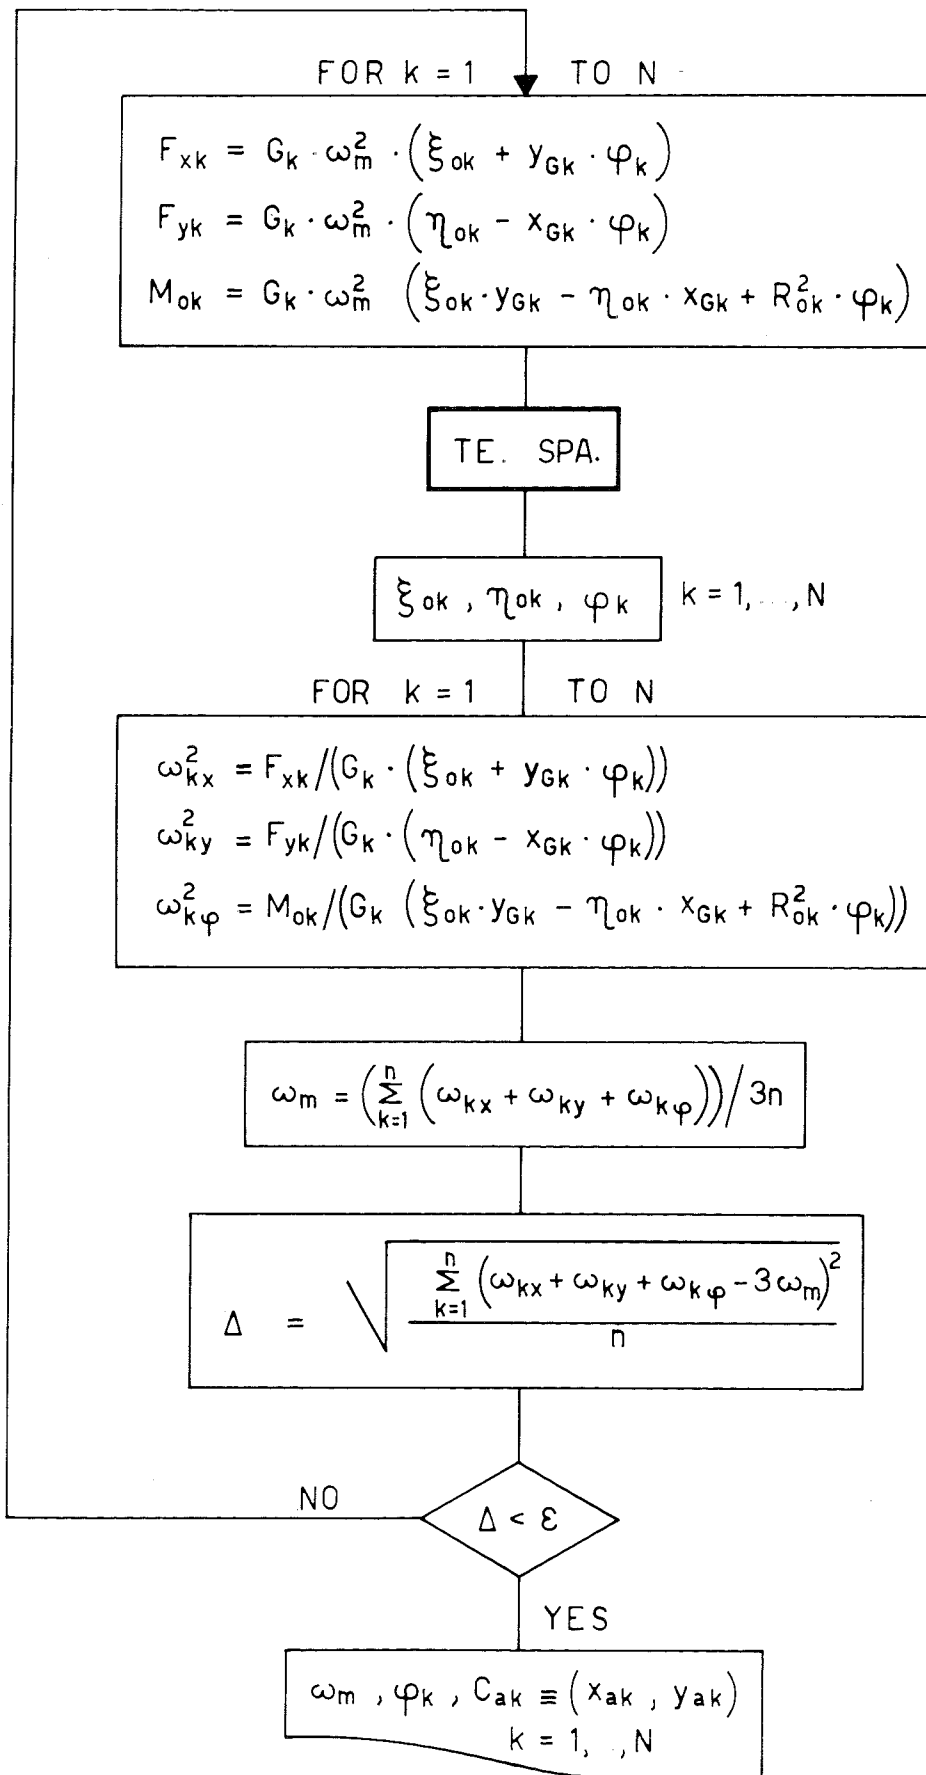 FOR k = 1 TO N
F_xk = G_k · ω_m^2 · (ξ_ok + y_Gk · φ_k)
F_yk = G_k · ω_m^2 · (η_ok − x_Gk · φ_k)
M_ok = G_k · ω_m^2 (ξ_ok · y_Gk − η_ok · x_Gk + R_ok^2 · φ_k)
TE. SPA.
ξ_ok , η_ok , φ_k k = 1, ..., N
FOR k = 1 TO N
ω_kx^2 = F_xk/(G_k · (ξ_ok + y_Gk · φ_k))
ω_ky^2 = F_yk/(G_k · (η_ok − x_Gk · φ_k))
ω_kφ^2 = M_ok/(G_k (ξ_ok · y_Gk − η_ok · x_Gk + R_ok^2 · φ_k))
ω_m = (∑_{k=1}^{n} (ω_kx + ω_ky + ω_kφ))/3n
Δ = √(∑_{k=1}^{n} (ω_kx + ω_ky + ω_kφ − 3ω_m)^2 / n)
NO
Δ < ε
YES
ω_m , φ_k , C_ak ≡ (x_ak , y_ak)
k = 1, .., N